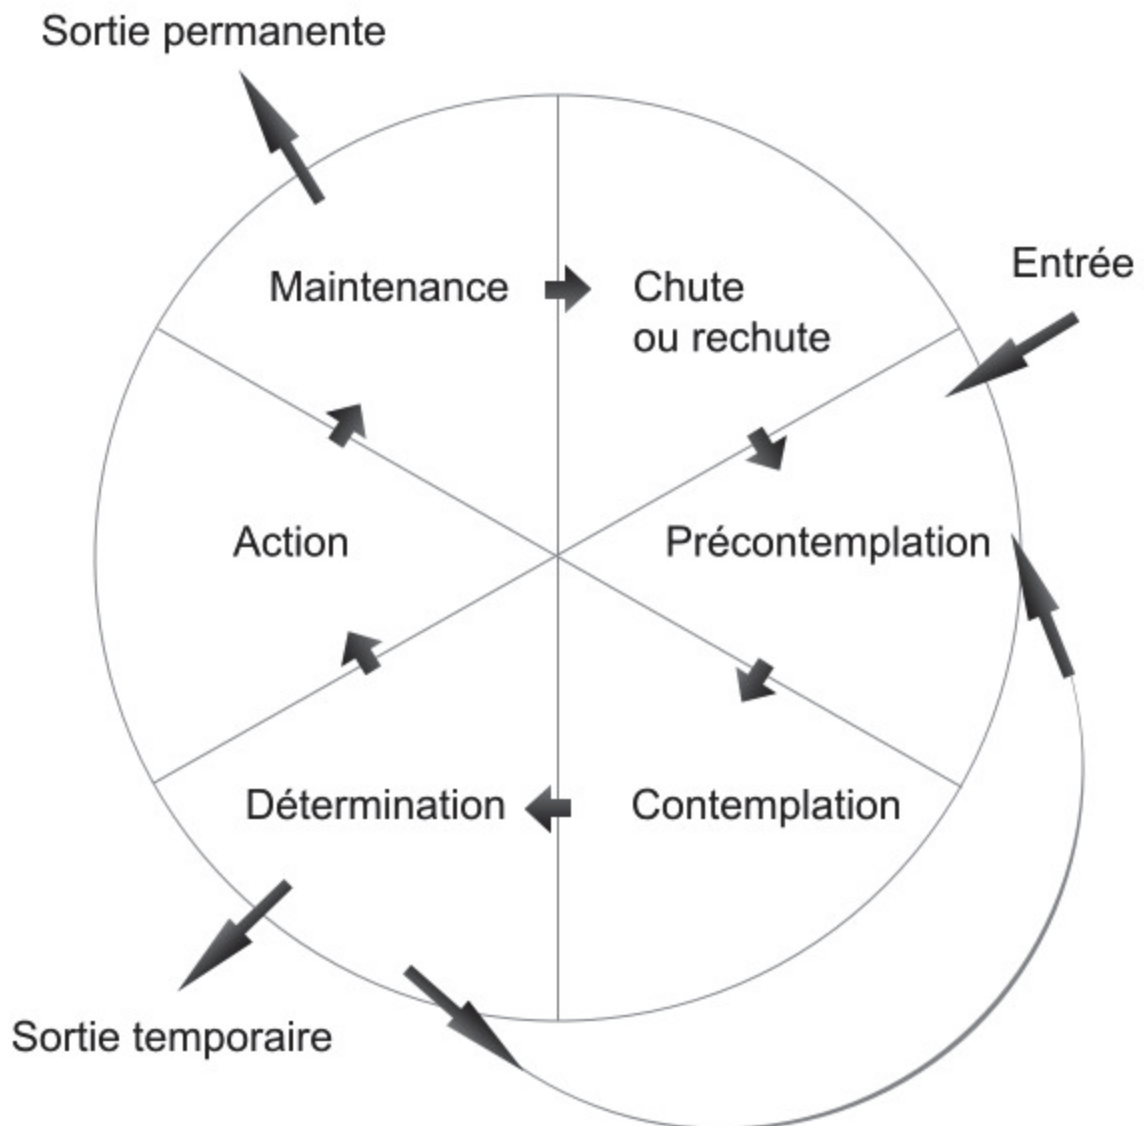 Sortie permanente
Entrée
Maintenance
Chute
ou rechute
Action
Précontemplation
Détermination
Contemplation
Sortie temporaire